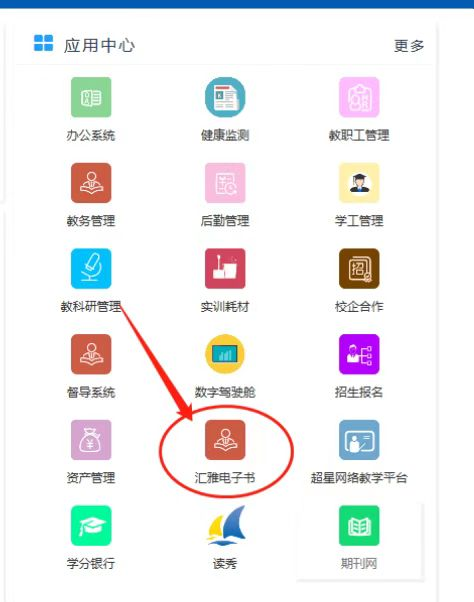 应用中心 更多
办公系统 健康监测 教职工管理
教务管理 后勤管理 学工管理
招
教科研管理 实训耗材 校企合作
督导系统 数字驾驶舱 招生报名
¥
资产管理 汇雅电子书 超星网络教学平台
学分银行 读秀 期刊网